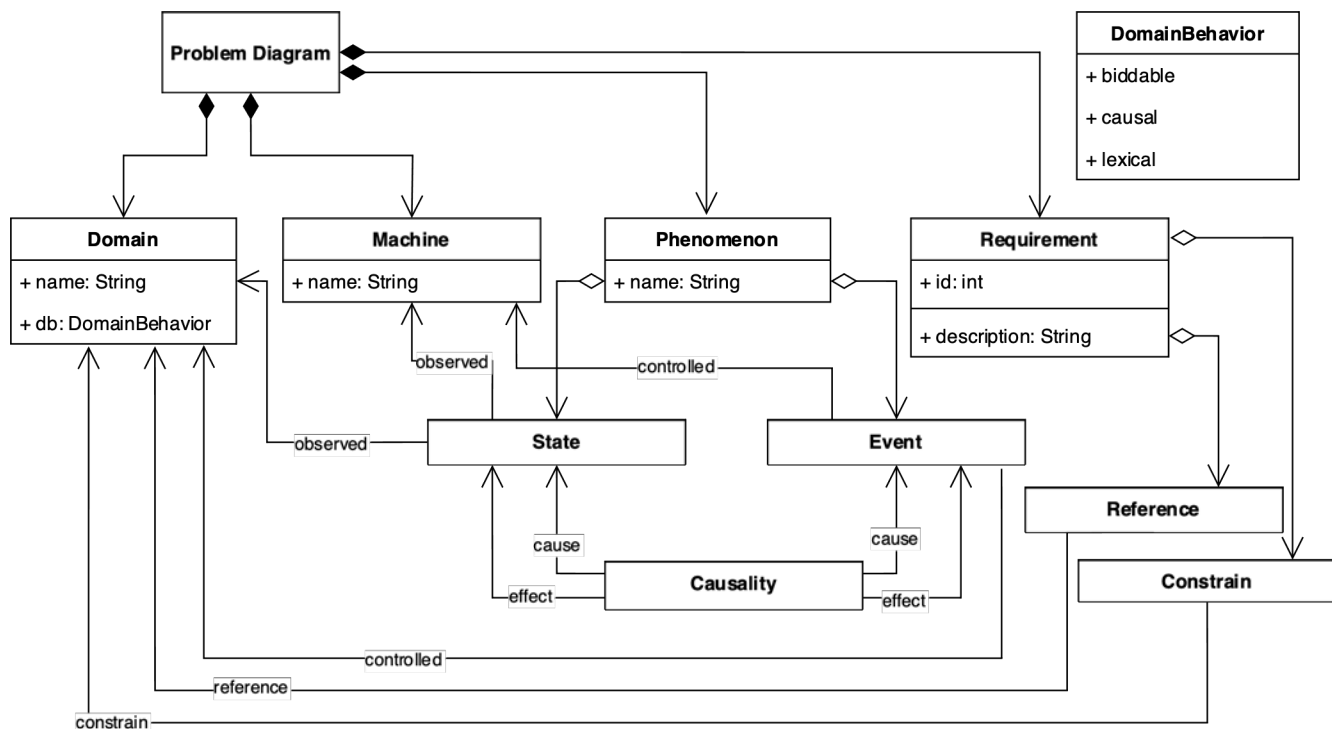 Problem Diagram
DomainBehavior
+ biddable
+ causal
+ lexical
Domain
+ name: String
+ db: DomainBehavior
Machine
+ name: String
Phenomenon
+ name: String
Requirement
+ id: int
+ description: String
observed
controlled
observed
State
Event
Reference
cause
cause
Causality
effect
effect
Constrain
controlled
reference
constrain